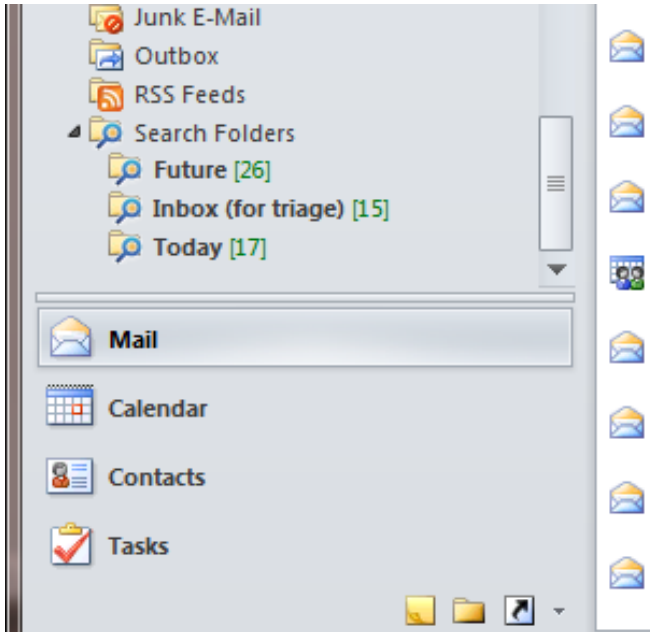 Junk E-Mail
Outbox
RSS Feeds
Search Folders
Future [26]
Inbox (for triage) [15]
Today [17]
Mail
Calendar
Contacts
Tasks